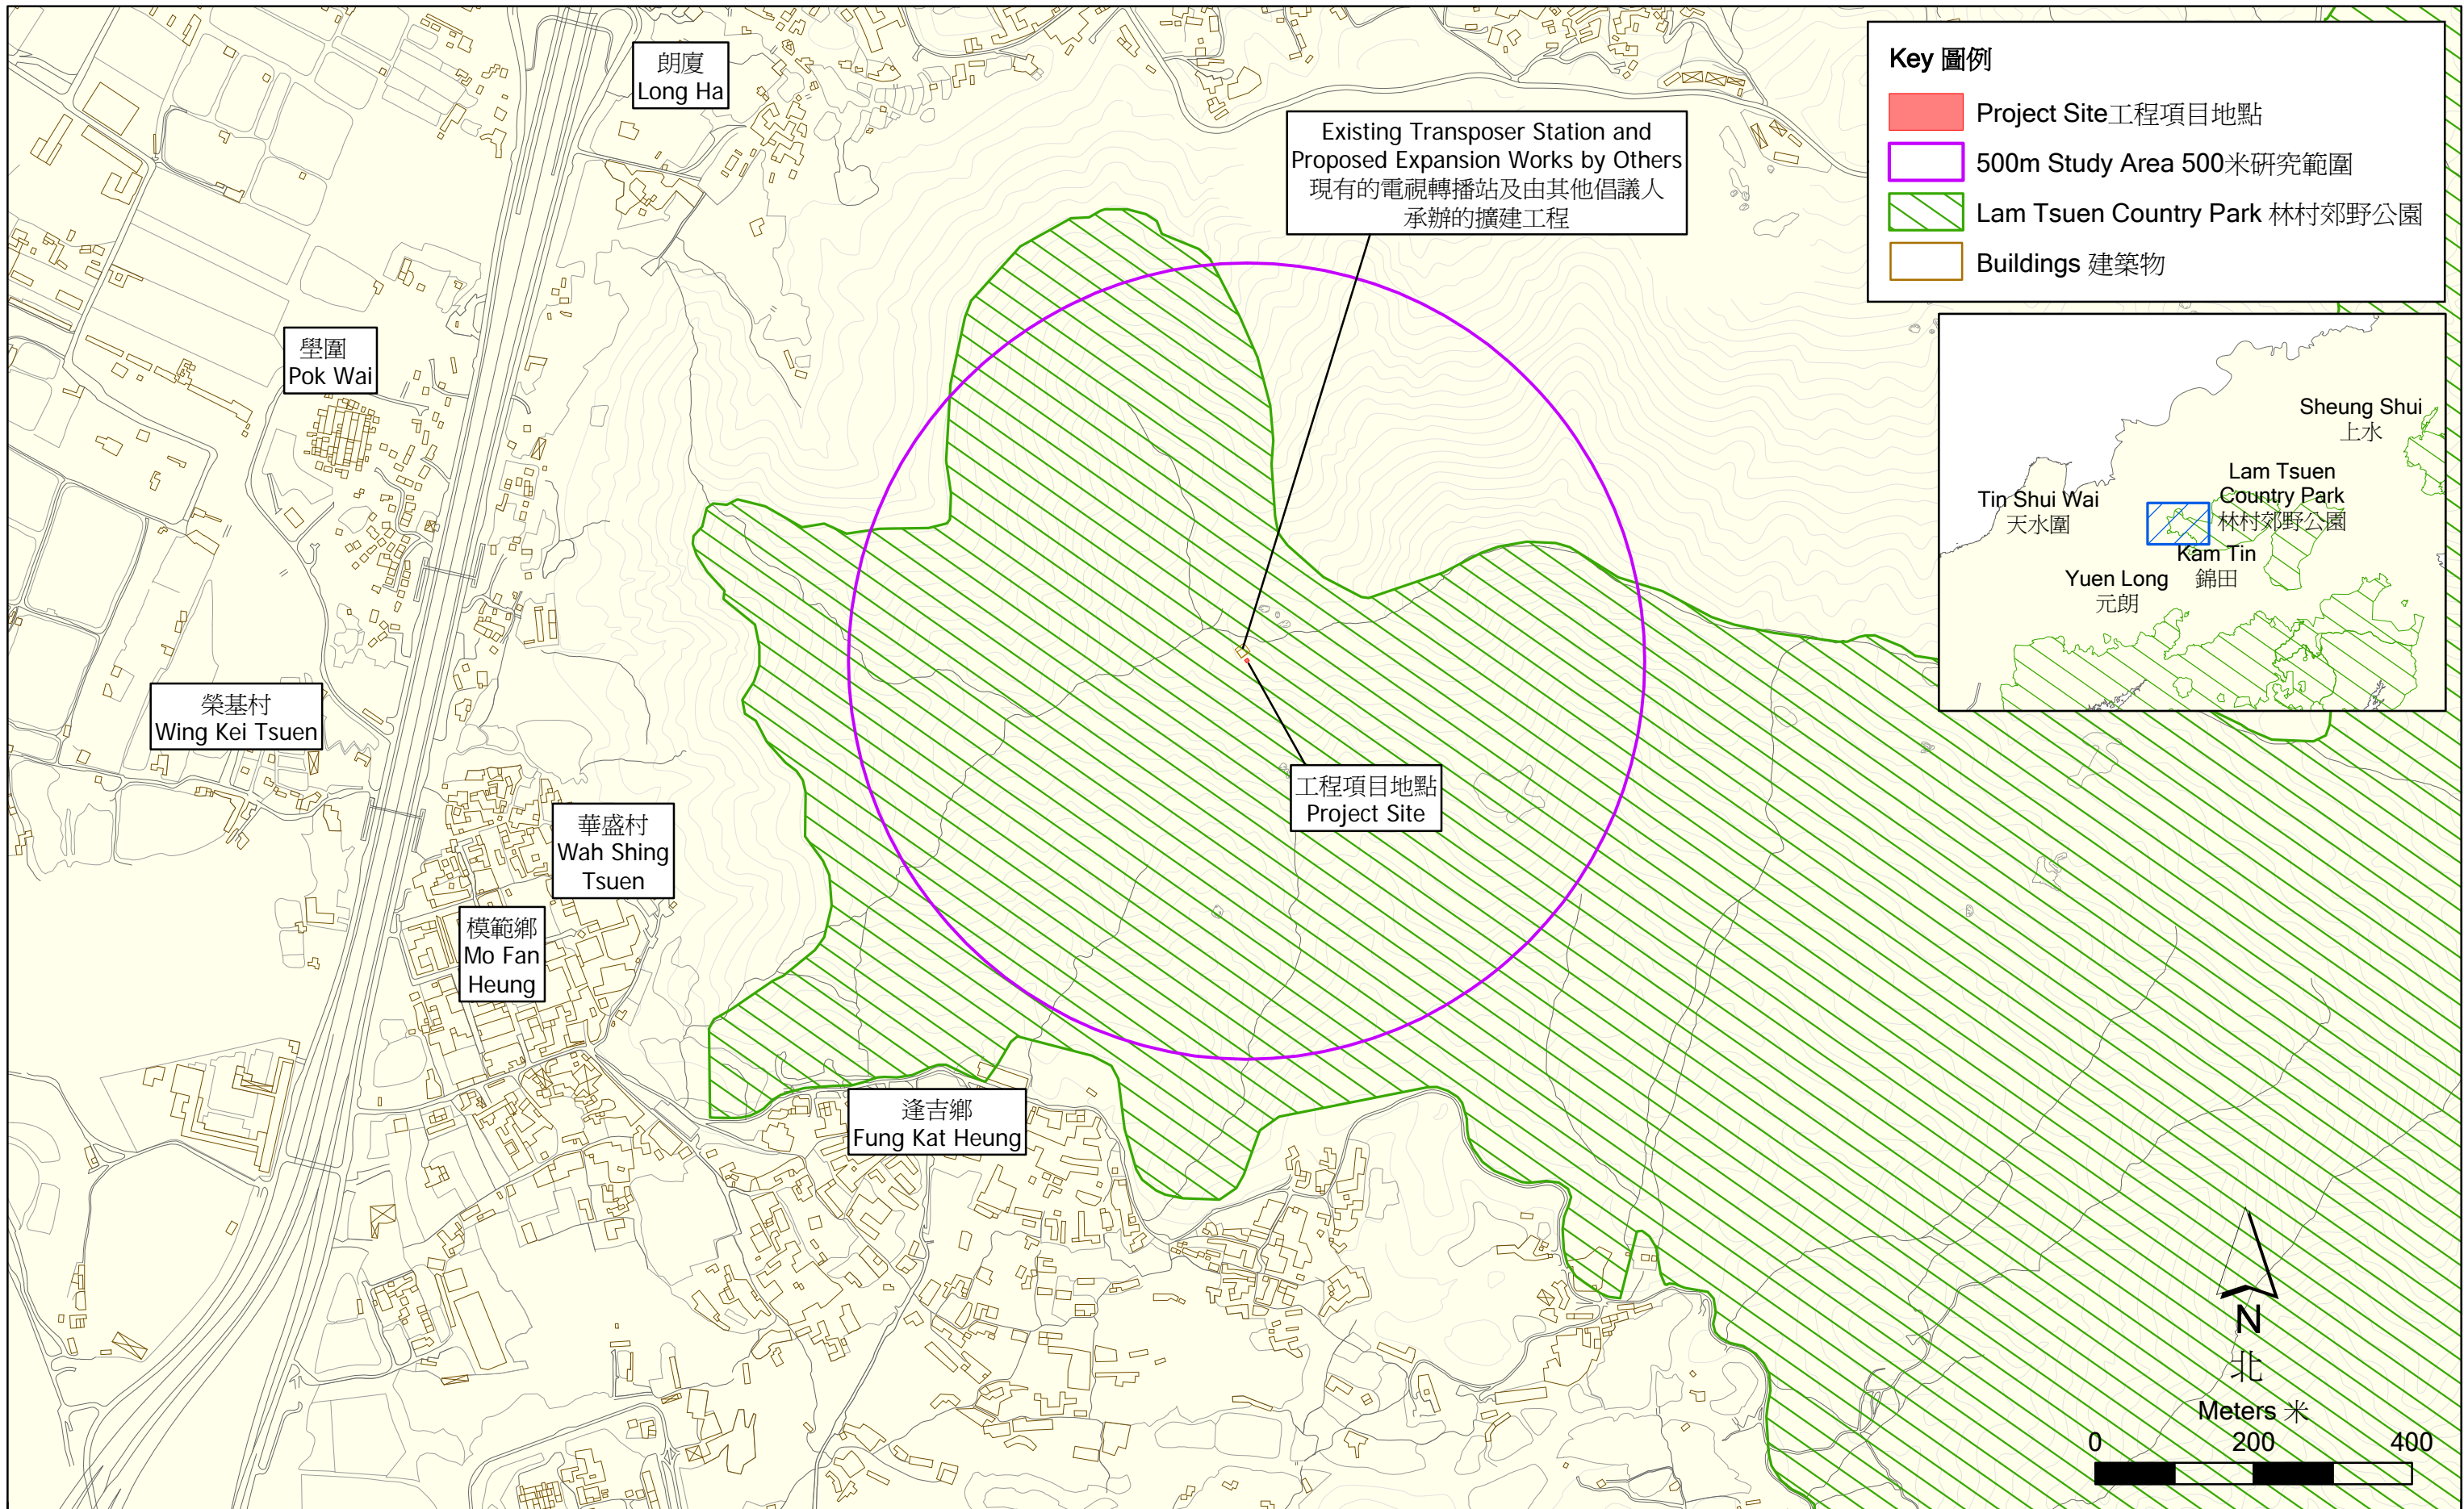 朗廈
Long Ha
Existing Transposer Station and
Proposed Expansion Works by Others
現有的電視轉播站及由其他倡議人
承辦的擴建工程
Key 圖例
Project Site工程項目地點
500m Study Area 500米研究範圍
Lam Tsuen Country Park 林村郊野公園
Buildings 建築物
壆圍
Pok Wai
Sheung Shui
上水
Lam Tsuen
Country Park
林村郊野公園
Tin Shui Wai
天水圍
Kam Tin
錦田
Yuen Long
元朗
榮基村
Wing Kei Tsuen
工程項目地點
Project Site
華盛村
Wah Shing
Tsuen
模範鄉
Mo Fan
Heung
逢吉鄉
Fung Kat Heung
N
北
Meters 米
0 200 400